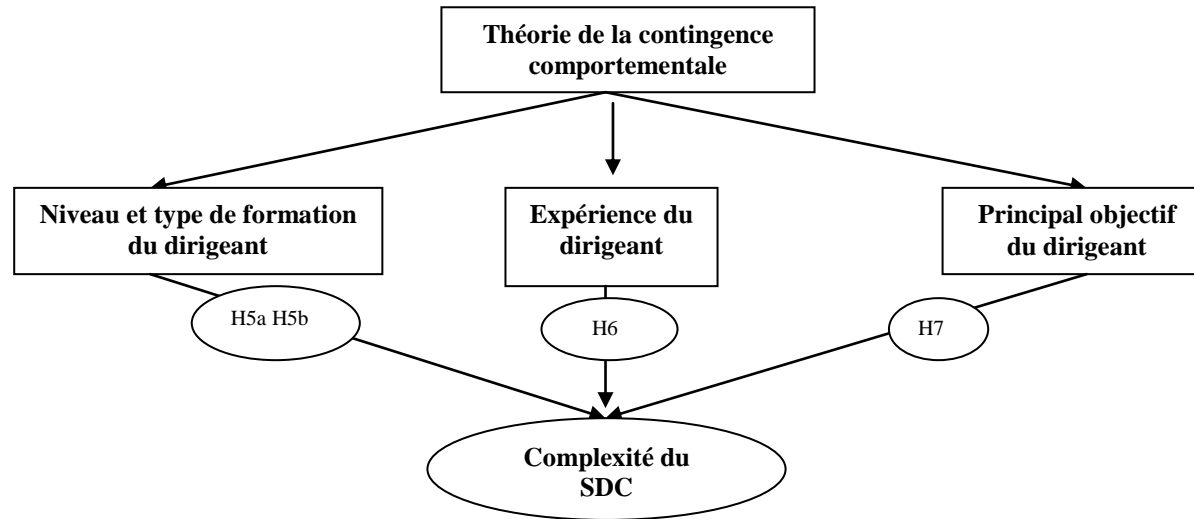 Théorie de la contingence
comportementale
Niveau et type de formation
du dirigeant
Expérience du
dirigeant
Principal objectif
du dirigeant
H5a H5b
H6
H7
Complexité du
SDC